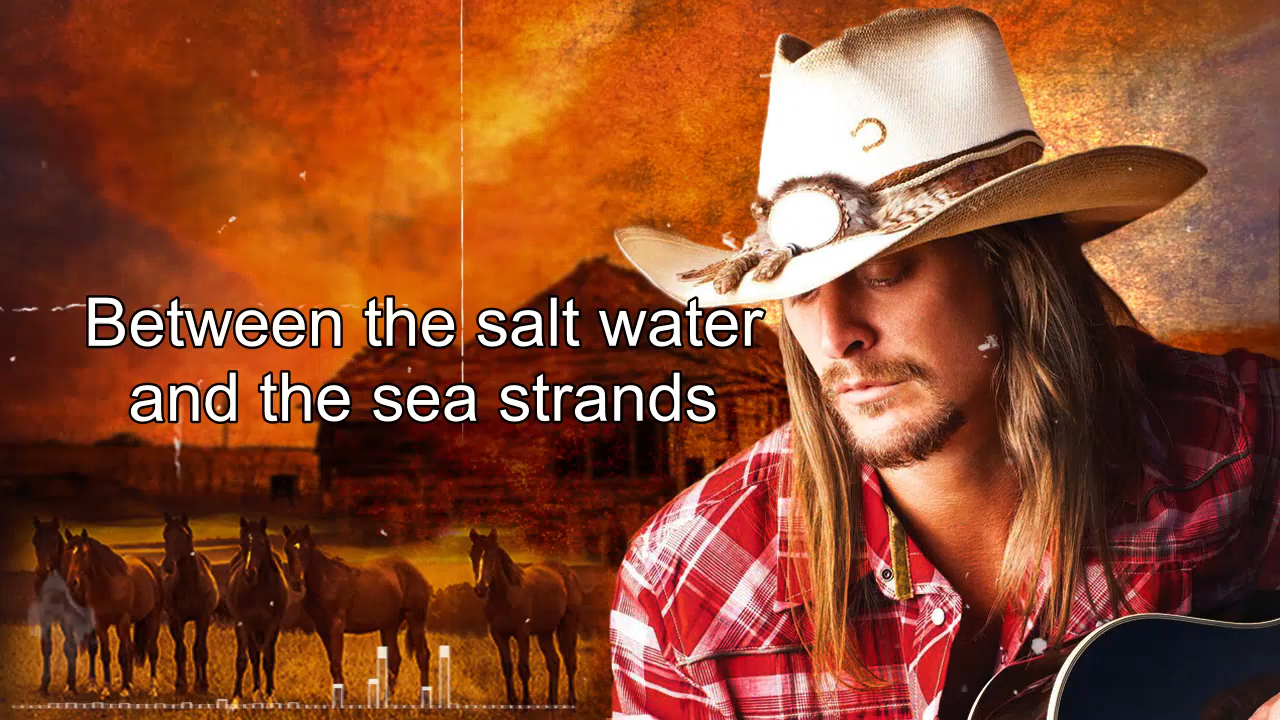 Between the salt water
and the sea strands